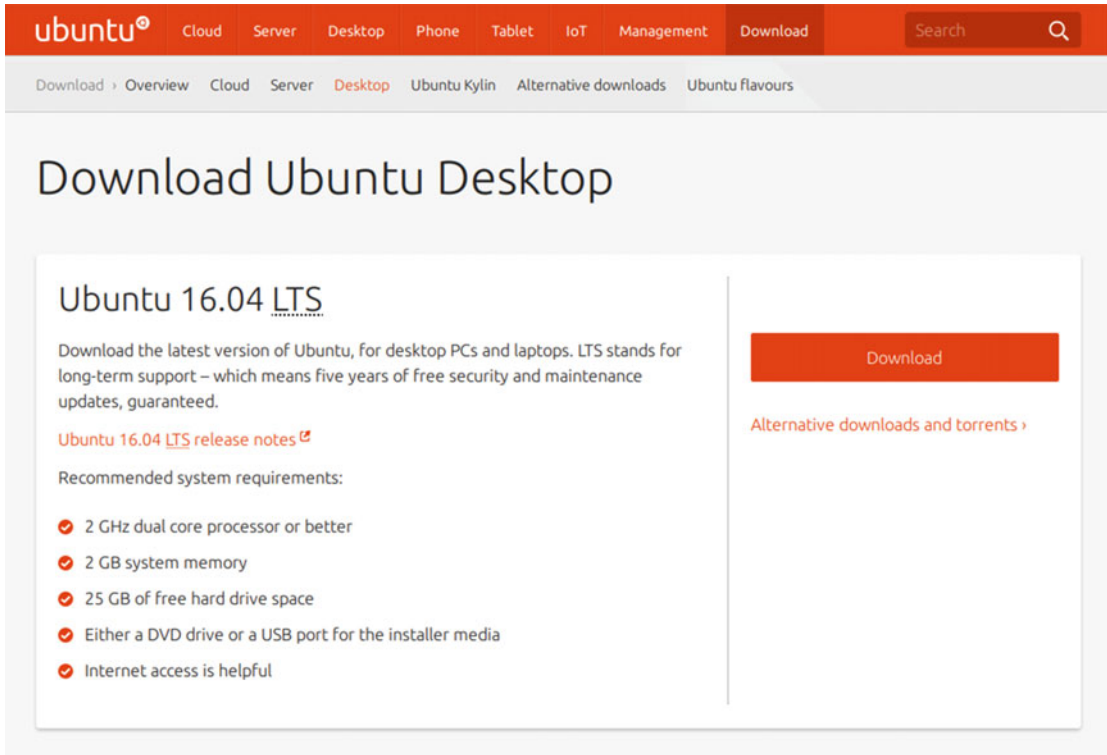 ubuntu® Cloud Server Desktop Phone Tablet IoT Management Download Search
Download › Overview Cloud Server Desktop Ubuntu Kylin Alternative downloads Ubuntu flavours
Download Ubuntu Desktop
Ubuntu 16.04 LTS
Download the latest version of Ubuntu, for desktop PCs and laptops. LTS stands for
long-term support – which means five years of free security and maintenance
updates, guaranteed.
Ubuntu 16.04 LTS release notes
Recommended system requirements:
2 GHz dual core processor or better
2 GB system memory
25 GB of free hard drive space
Either a DVD drive or a USB port for the installer media
Internet access is helpful
Download
Alternative downloads and torrents ›